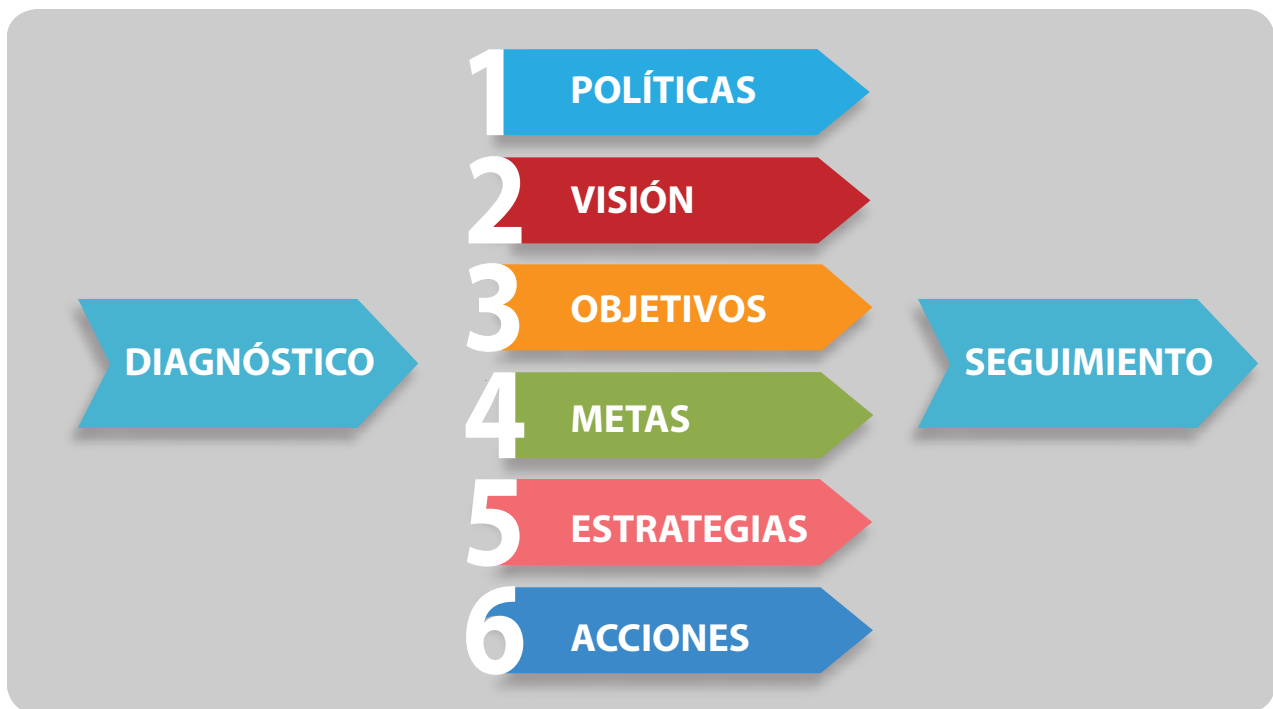 DIAGNÓSTICO
1 POLÍTICAS
2 VISIÓN
3 OBJETIVOS
4 METAS
5 ESTRATEGIAS
6 ACCIONES
SEGUIMIENTO